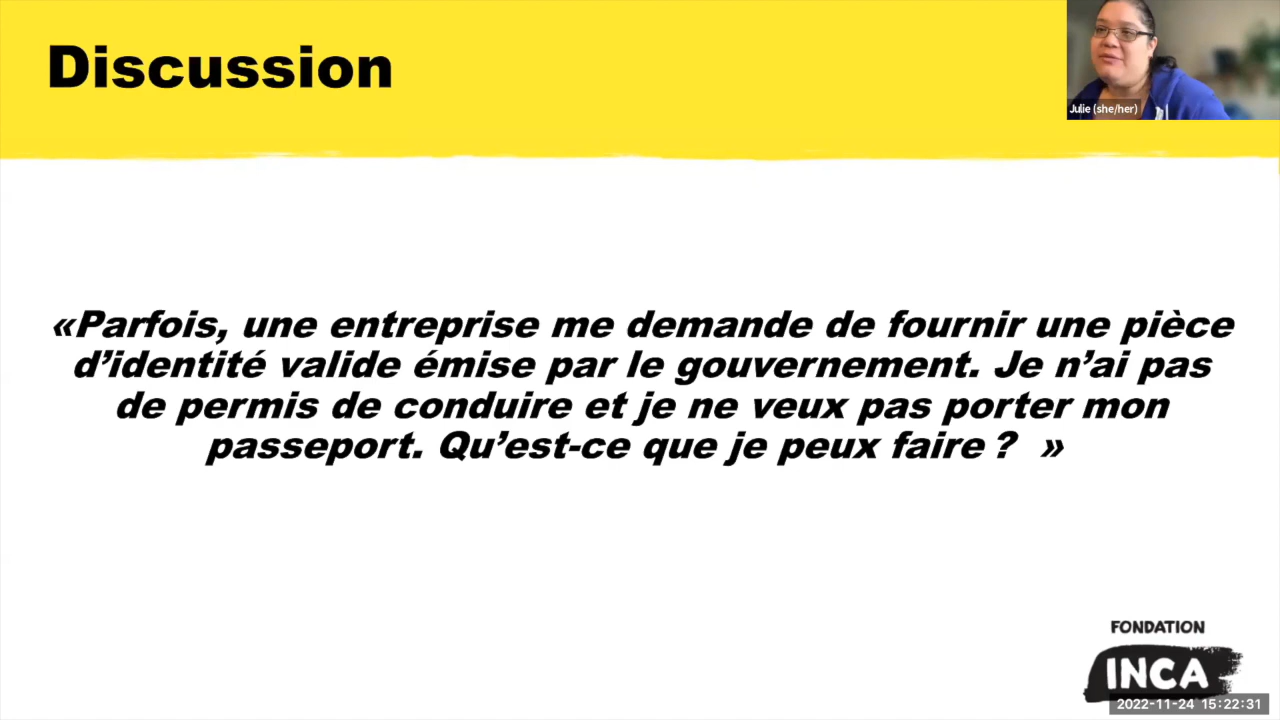 Discussion
Julie (she/her)
«Parfois, une entreprise me demande de fournir une pièce
d’identité valide émise par le gouvernement. Je n’ai pas
de permis de conduire et je ne veux pas porter mon
passeport. Qu’est-ce que je peux faire ?  »
FONDATION
INCA
2022-11-24 15:22:31